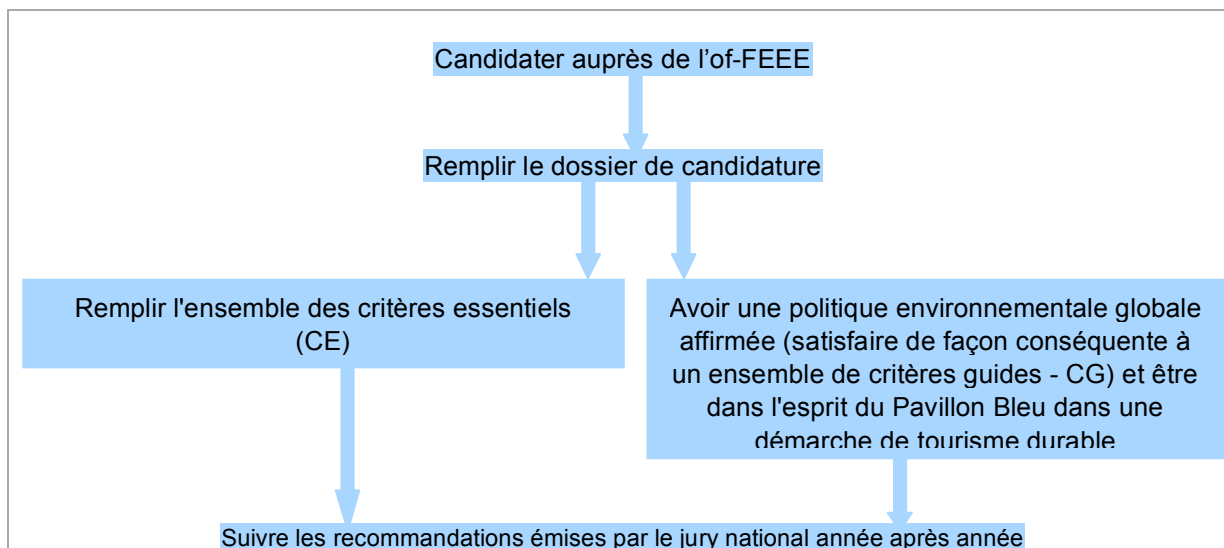 Candidater auprès de l'of-FEEE
Remplir le dossier de candidature
Remplir l'ensemble des critères essentiels
(CE)
Avoir une politique environnementale globale
affirmée (satisfaire de façon conséquente à
un ensemble de critères guides - CG) et être
dans l'esprit du Pavillon Bleu dans une
démarche de tourisme durable
Suivre les recommandations émises par le jury national année après année